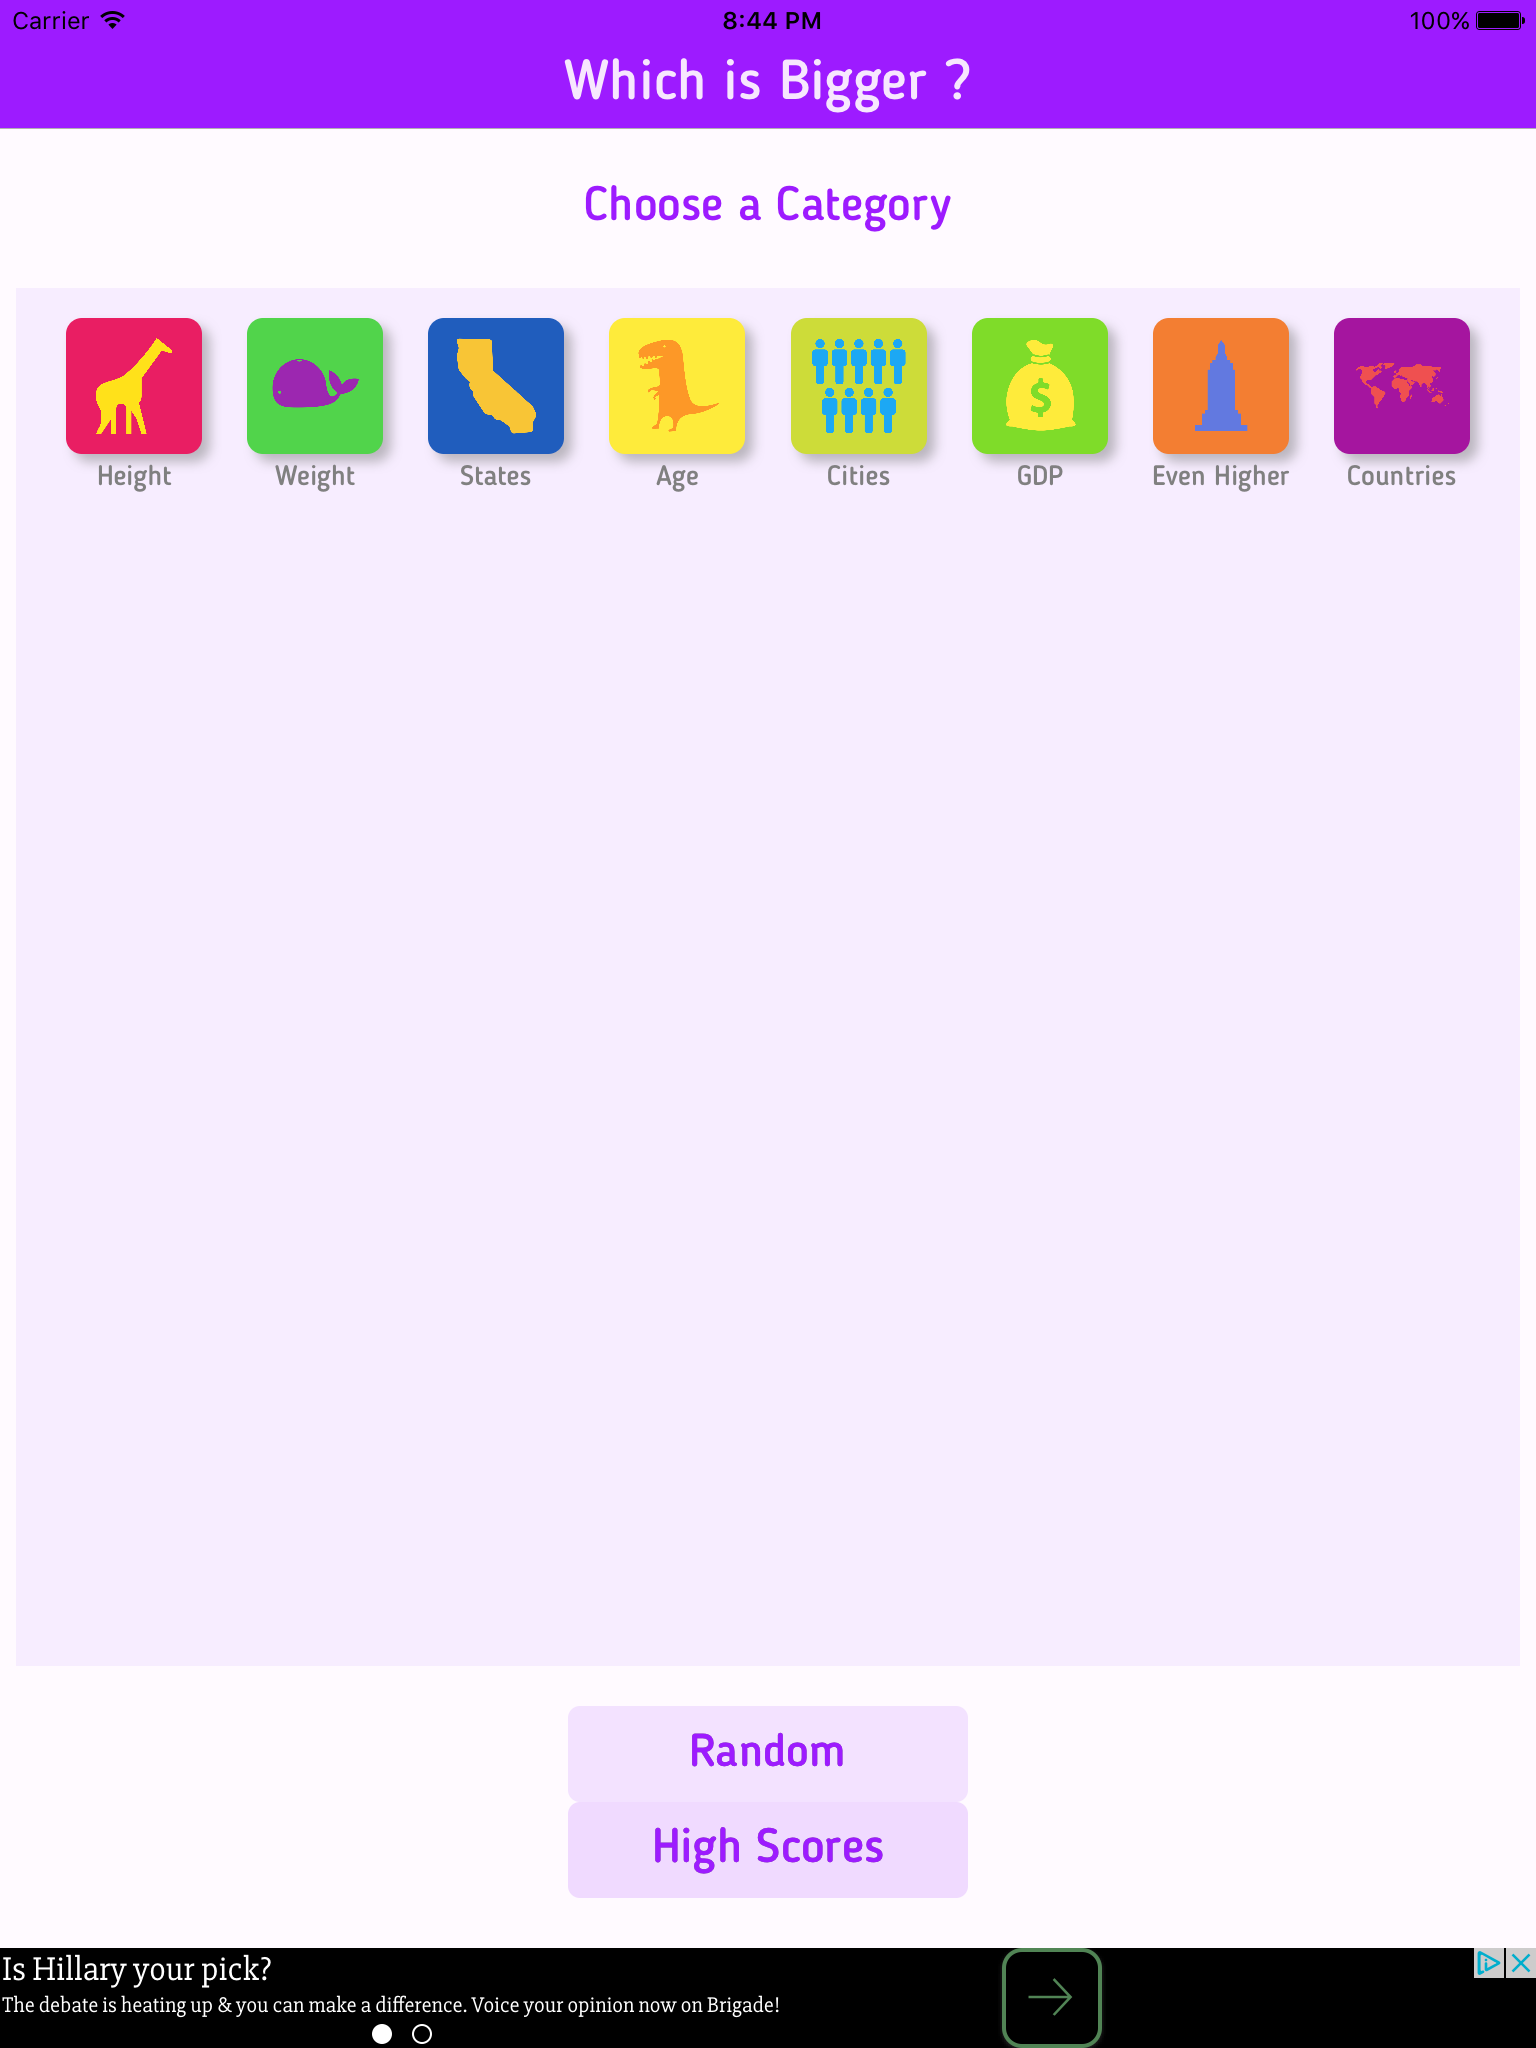 Carrier 8:44 PM 100%
Which is Bigger ?
Choose a Category
$
Height Weight States Age Cities GDP Even Higher Countries
Random
High Scores
Is Hillary your pick?
The debate is heating up & you can make a difference. Voice your opinion now on Brigade!